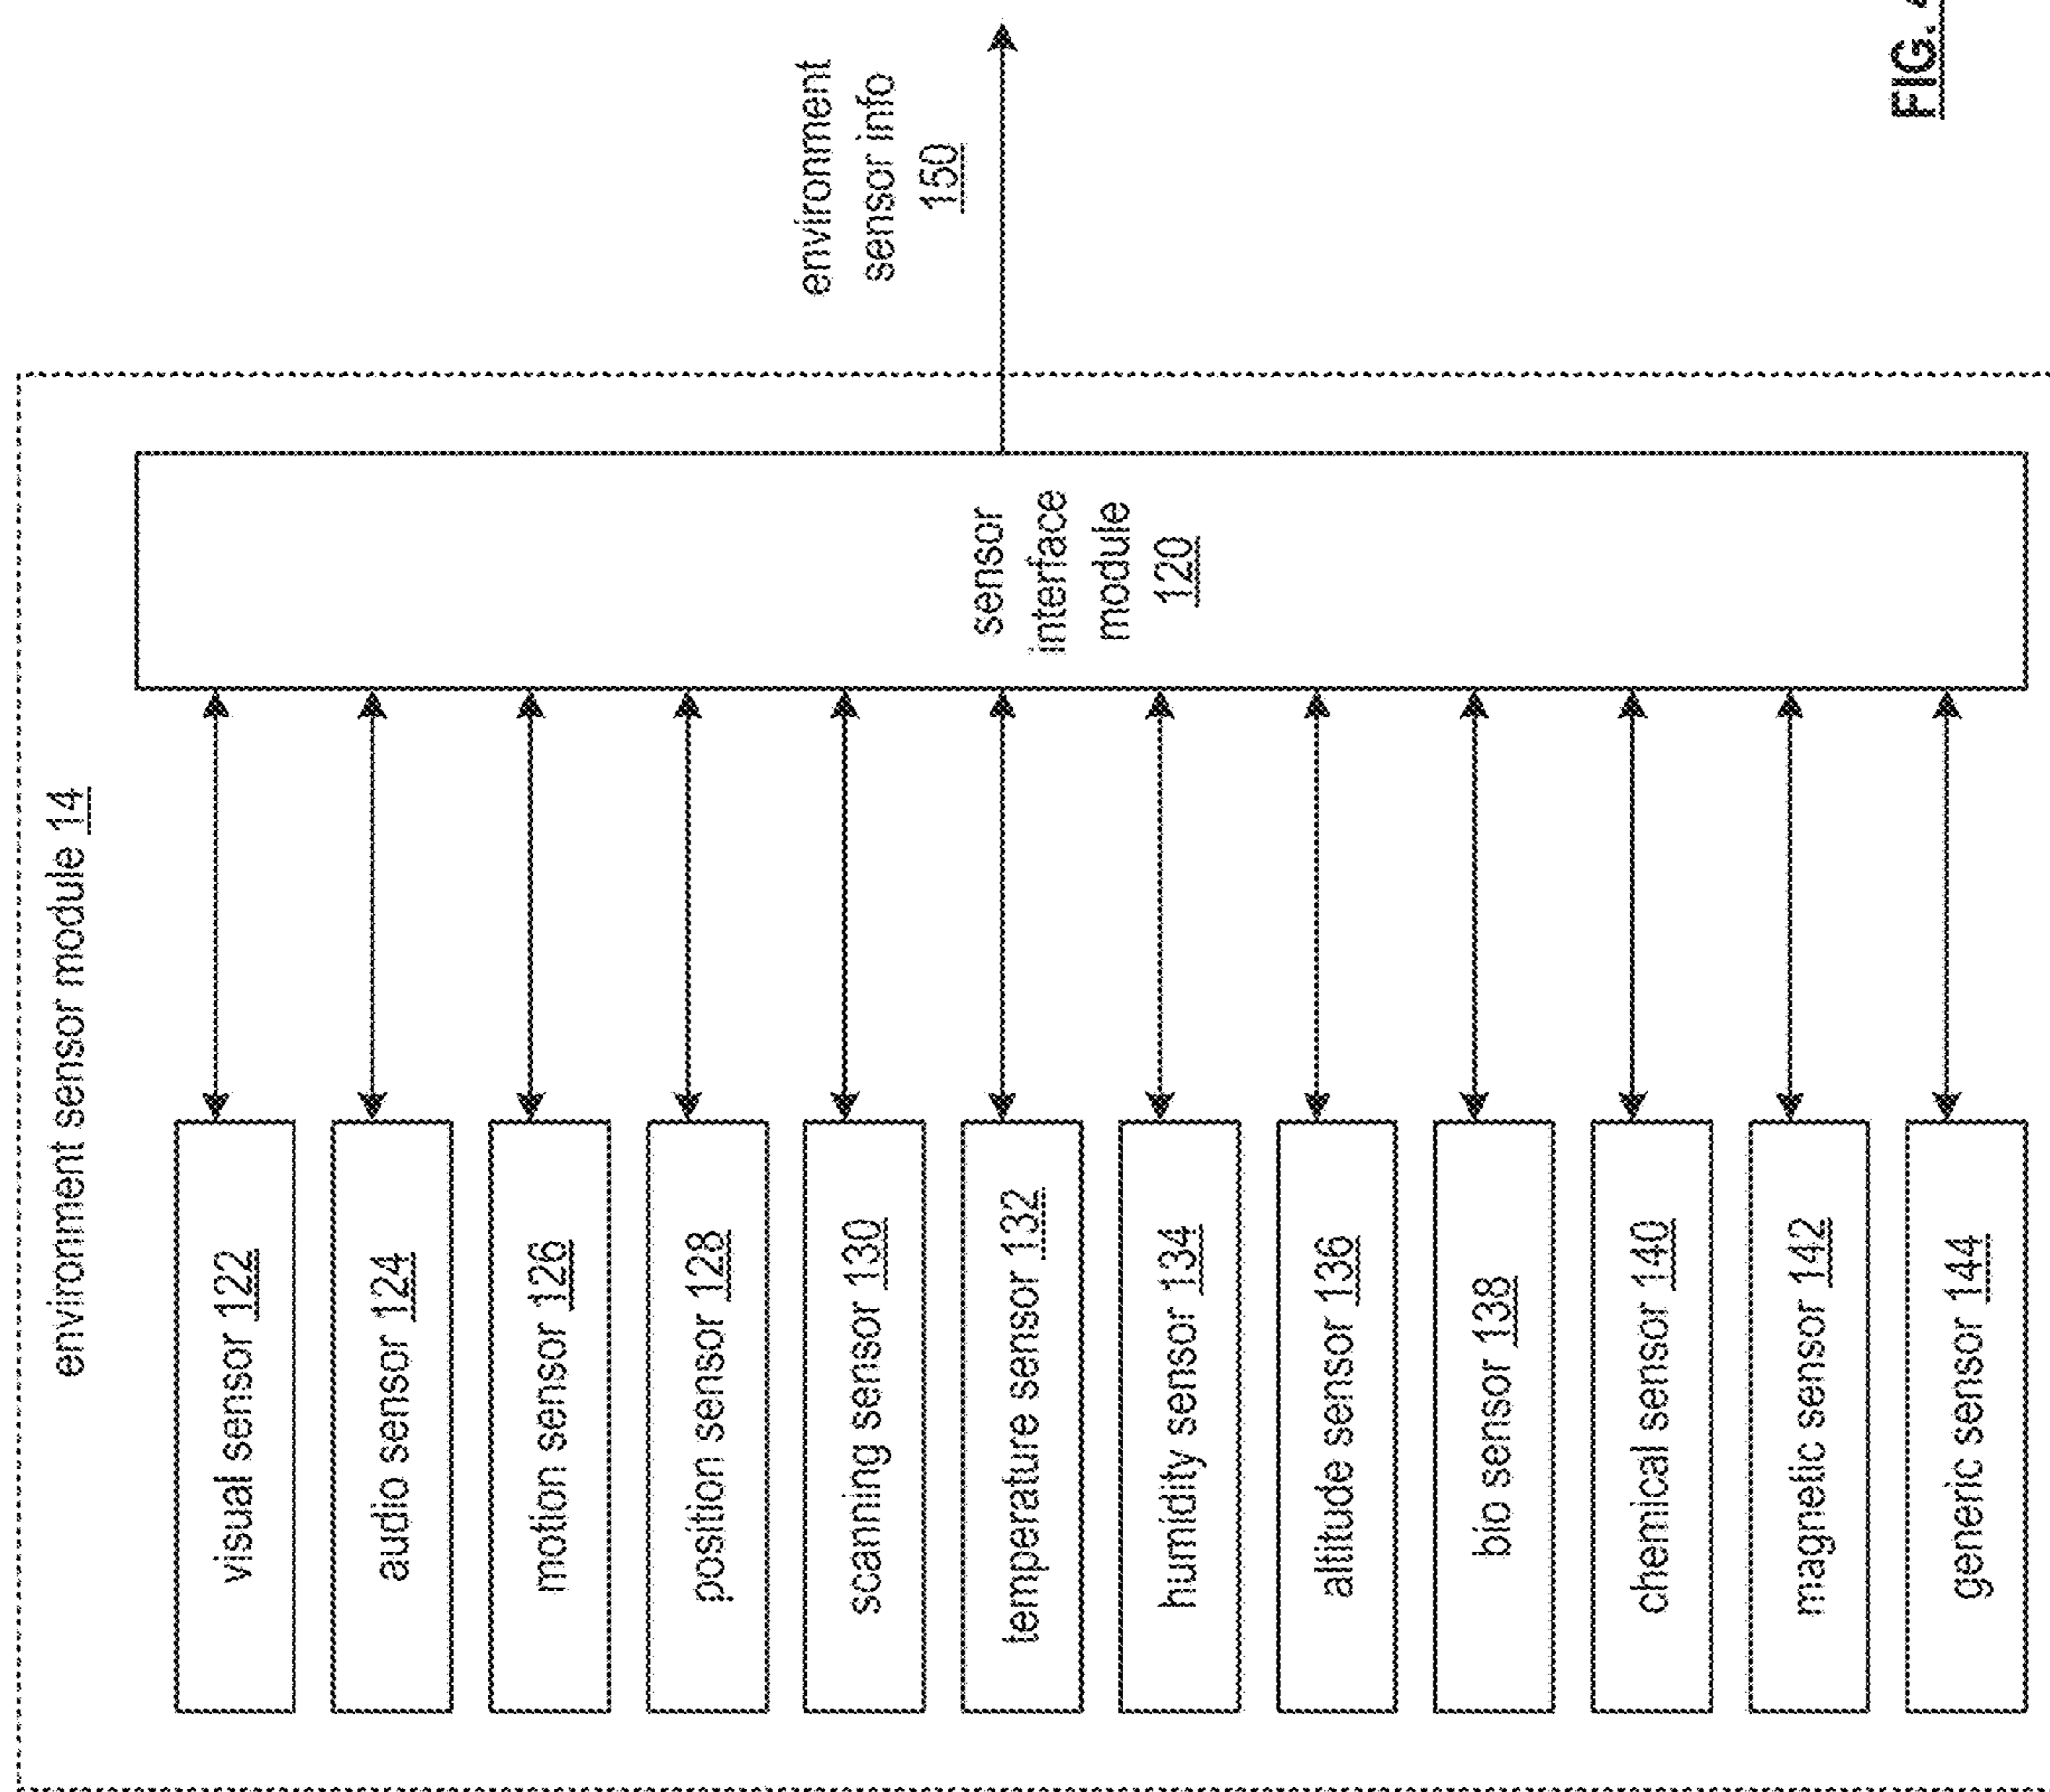 environment sensor module 14
visual sensor 122
audio sensor 124
motion sensor 126
position sensor 128
scanning sensor 130
temperature sensor 132
humidity sensor 134
altitude sensor 136
bio sensor 138
chemical sensor 140
magnetic sensor 142
generic sensor 144
sensor
interface
module
120
environment
sensor info
150
FIG.